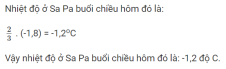 Nhiệt độ ở Sa Pa buổi chiều hôm đó là:
2/3 . (-1,8) = -1,2⁰C
Vậy nhiệt độ ở Sa Pa buổi chiều hôm đó là: -1,2 độ C.